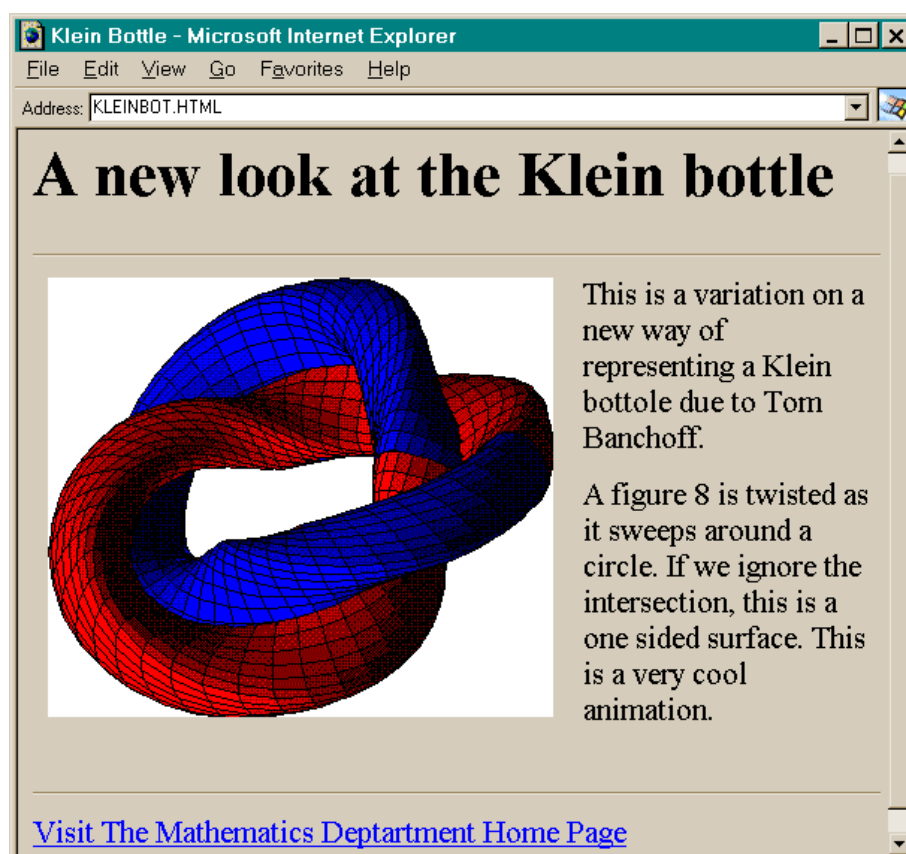 Klein Bottle - Microsoft Internet Explorer
File Edit View Go Favorites Help
Address: KLEINBOT.HTML
A new look at the Klein bottle
This is a variation on a
new way of
representing a Klein
bottole due to Tom
Banchoff.
A figure 8 is twisted as
it sweeps around a
circle. If we ignore the
intersection, this is a
one sided surface. This
is a very cool
animation.
Visit The Mathematics Deptartment Home Page